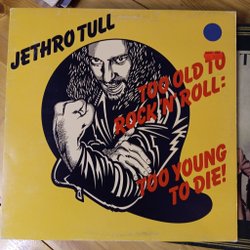 JETHRO TULL
TOO OLD TO
ROCK 'N' ROLL:
TOO YOUNG
TO DIE!